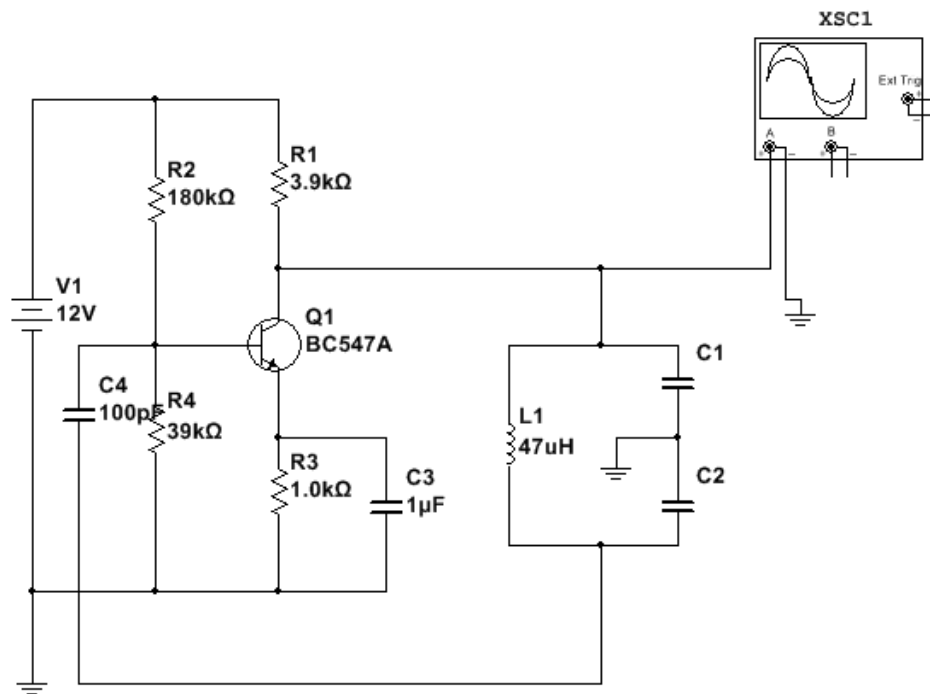 XSC1
Ext Trig
+
−
A
B
+
−
+
−
R1
3.9kΩ
R2
180kΩ
V1
12V
Q1
BC547A
C4
100pF
R4
39kΩ
R3
1.0kΩ
C3
1µF
L1
47uH
C1
C2